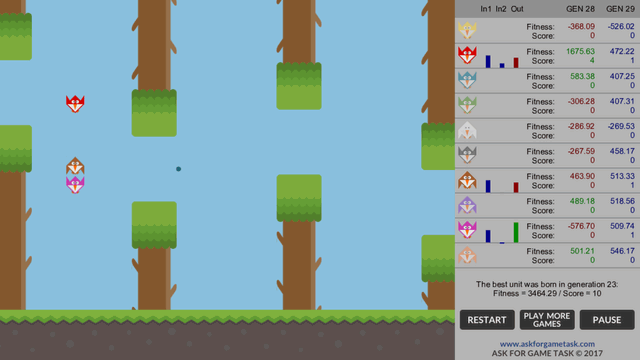 In1 In2 Out GEN 28 GEN 29
Fitness: -368.09 -526.02
Score: 0 0
Fitness: 1675.63 472.22
Score: 4 1
Fitness: 583.38 407.25
Score: 0 0
Fitness: -306.28 407.31
Score: 0 0
Fitness: -286.92 -269.53
Score: 0 0
Fitness: -267.59 458.17
Score: 0 0
Fitness: 463.90 513.33
Score: 0 1
Fitness: 489.18 518.56
Score: 0 0
Fitness: -576.70 509.74
Score: 0 1
Fitness: 501.21 546.17
Score: 0 0
The best unit was born in generation 23:
Fitness = 3464.29 / Score = 10
RESTART
PLAY MORE
GAMES
PAUSE
www.askforgametask.com
ASK FOR GAME TASK © 2017